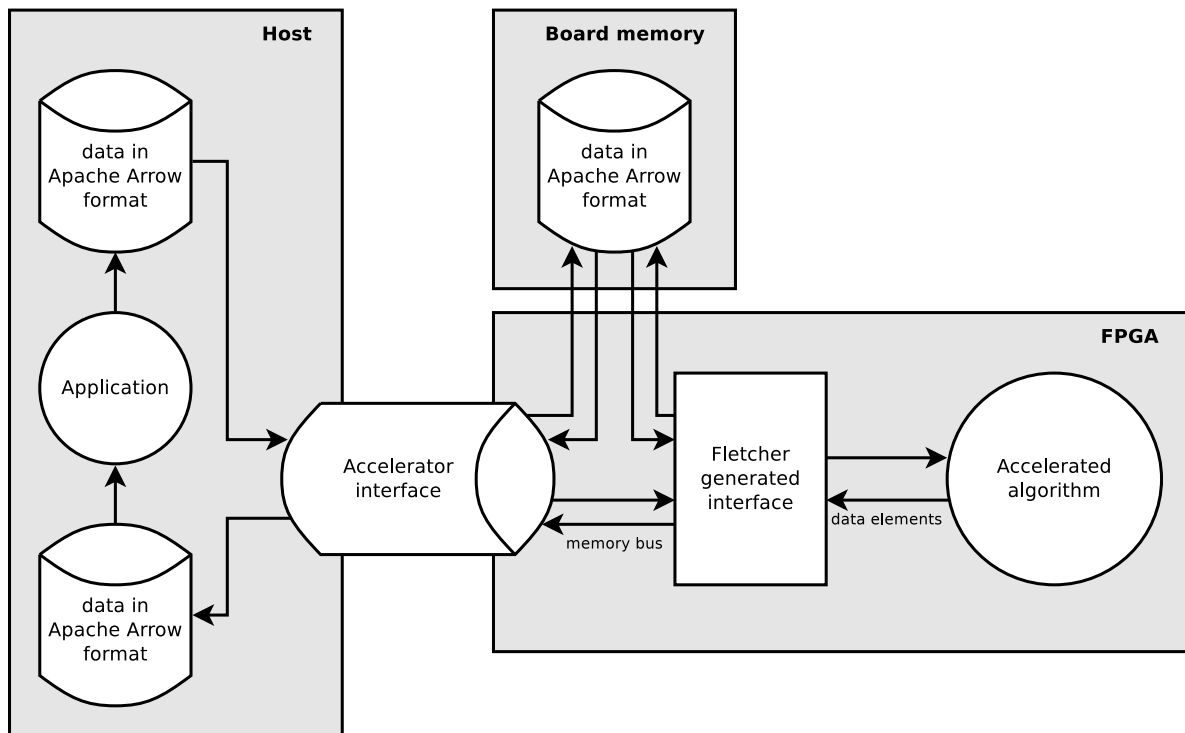 Host
data in
Apache Arrow
format
Application
data in
Apache Arrow
format
Accelerator
interface
Board memory
data in
Apache Arrow
format
FPGA
Fletcher
generated
interface
memory bus
data elements
Accelerated
algorithm